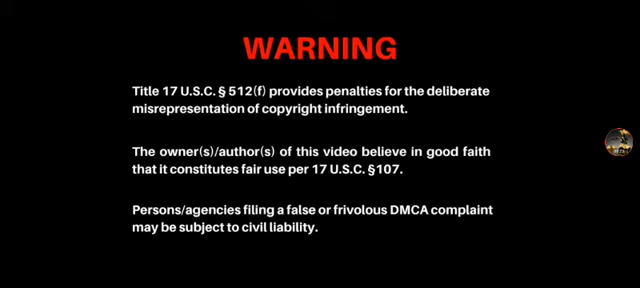 WARNING
Title 17 U.S.C. § 512(f) provides penalties for the deliberate
misrepresentation of copyright infringement.
The owner(s)/author(s) of this video believe in good faith
that it constitutes fair use per 17 U.S.C. §107.
Persons/agencies filing a false or frivolous DMCA complaint
may be subject to civil liability.